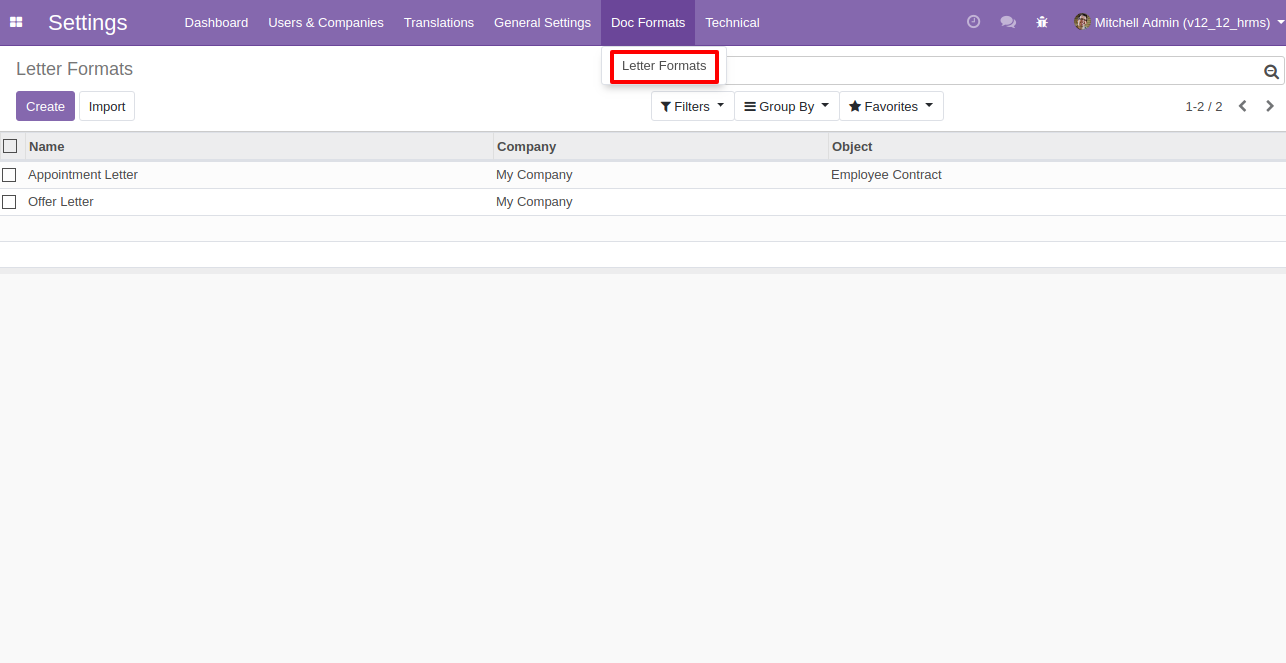 Settings Dashboard Users & Companies Translations General Settings Doc Formats Technical Mitchell Admin (v12_12_hrms)
Letter Formats
Letter Formats
Create Import Filters Group By Favorites 1-2 / 2
Name Company Object
Appointment Letter My Company Employee Contract
Offer Letter My Company